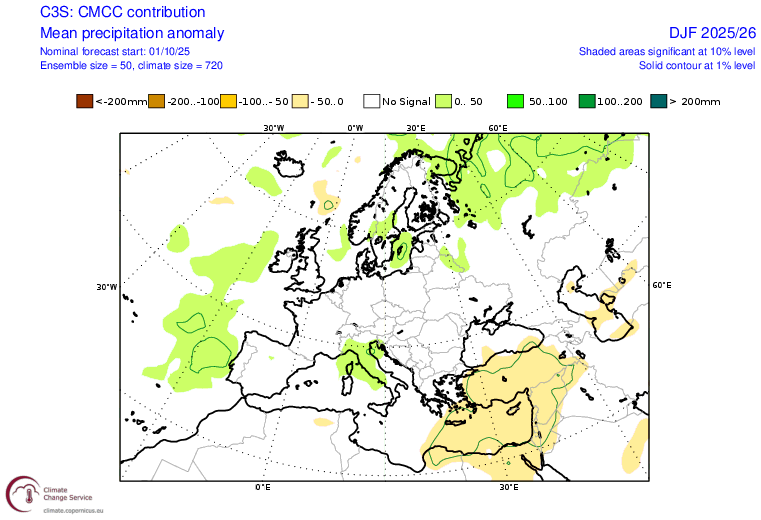 C3S: CMCC contribution
Mean precipitation anomaly DJF 2025/26
Nominal forecast start: 01/10/25 Shaded areas significant at 10% level
Ensemble size = 50, climate size = 720 Solid contour at 1% level
<-200mm -200..-100 -100..- 50 - 50..0 No Signal 0.. 50 50..100 100..200 > 200mm
30°W 0°W 30°E 60°E
30°W 60°E
0°E 30°E
Climate
Change Service
climate.copernicus.eu